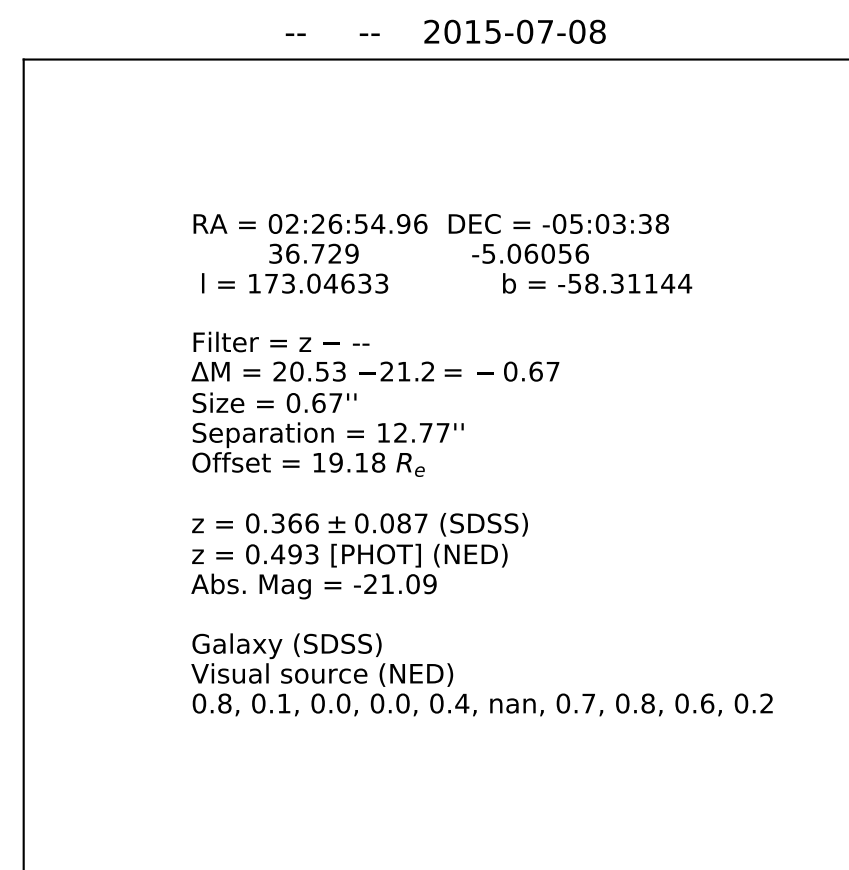 -- -- 2015-07-08
RA = 02:26:54.96 DEC = -05:03:38
36.729 -5.06056
l = 173.04633 b = -58.31144
Filter = z − --
ΔM = 20.53 −21.2 = − 0.67
Size = 0.67''
Separation = 12.77''
Offset = 19.18 Re
z = 0.366 ± 0.087 (SDSS)
z = 0.493 [PHOT] (NED)
Abs. Mag = -21.09
Galaxy (SDSS)
Visual source (NED)
0.8, 0.1, 0.0, 0.0, 0.4, nan, 0.7, 0.8, 0.6, 0.2